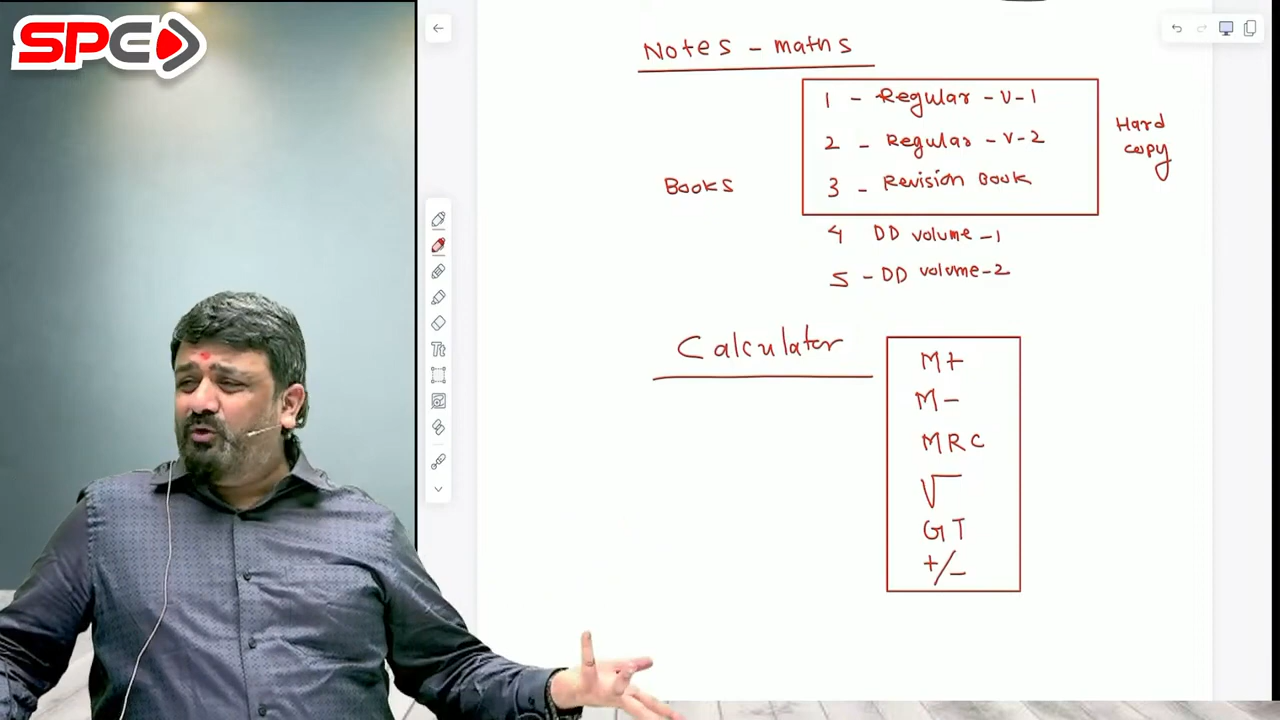 SPE
Notes - maths
1 - Regular - V-1
2 - Regular - V-2
3 - Revision Book
Hard
copy
Books
4 DD volume -1
5 - DD volume-2
Calculator
M+
M-
MRC
√
GT
+/-
Tt